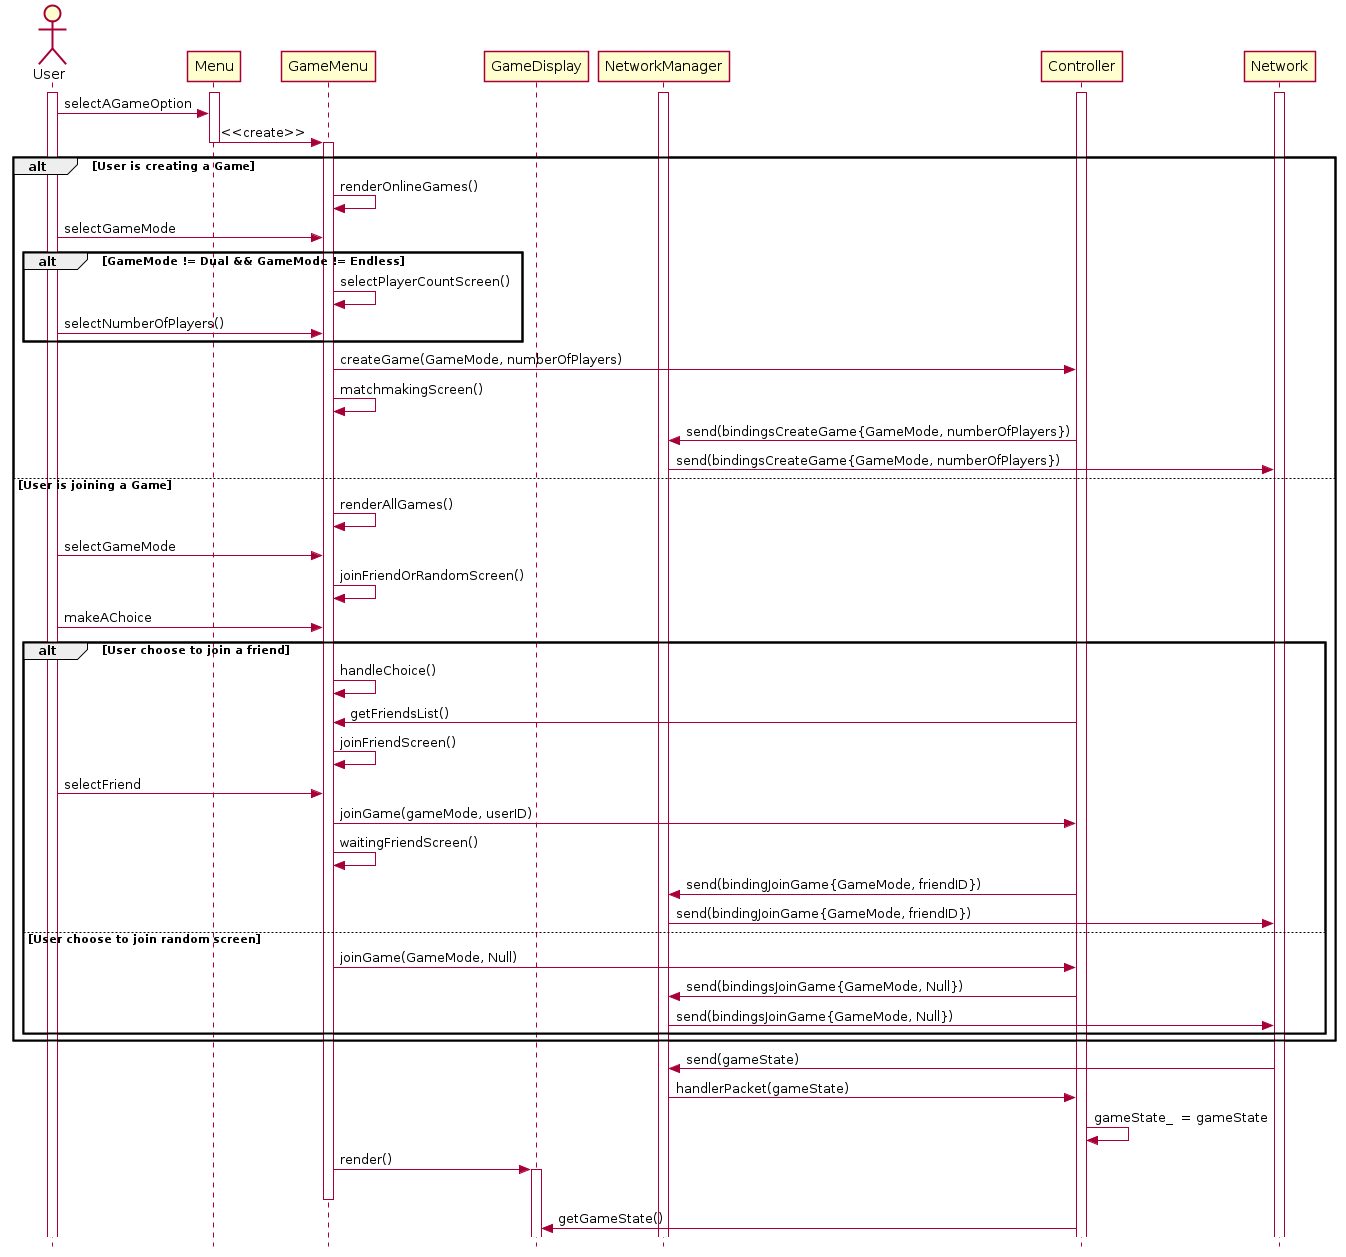 User
Menu
GameMenu
GameDisplay
NetworkManager
Controller
Network
selectAGameOption
<<create>>
alt [User is creating a Game]
renderOnlineGames()
selectGameMode
alt [GameMode != Dual && GameMode != Endless]
selectPlayerCountScreen()
selectNumberOfPlayers()
createGame(GameMode, numberOfPlayers)
matchmakingScreen()
send(bindingsCreateGame{GameMode, numberOfPlayers})
send(bindingsCreateGame{GameMode, numberOfPlayers})
[User is joining a Game]
renderAllGames()
selectGameMode
joinFriendOrRandomScreen()
makeAChoice
alt [User choose to join a friend]
handleChoice()
getFriendsList()
joinFriendScreen()
selectFriend
joinGame(gameMode, userID)
waitingFriendScreen()
send(bindingJoinGame{GameMode, friendID})
send(bindingJoinGame{GameMode, friendID})
[User choose to join random screen]
joinGame(GameMode, Null)
send(bindingsJoinGame{GameMode, Null})
send(bindingsJoinGame{GameMode, Null})
send(gameState)
handlerPacket(gameState)
gameState_ = gameState
render()
getGameState()